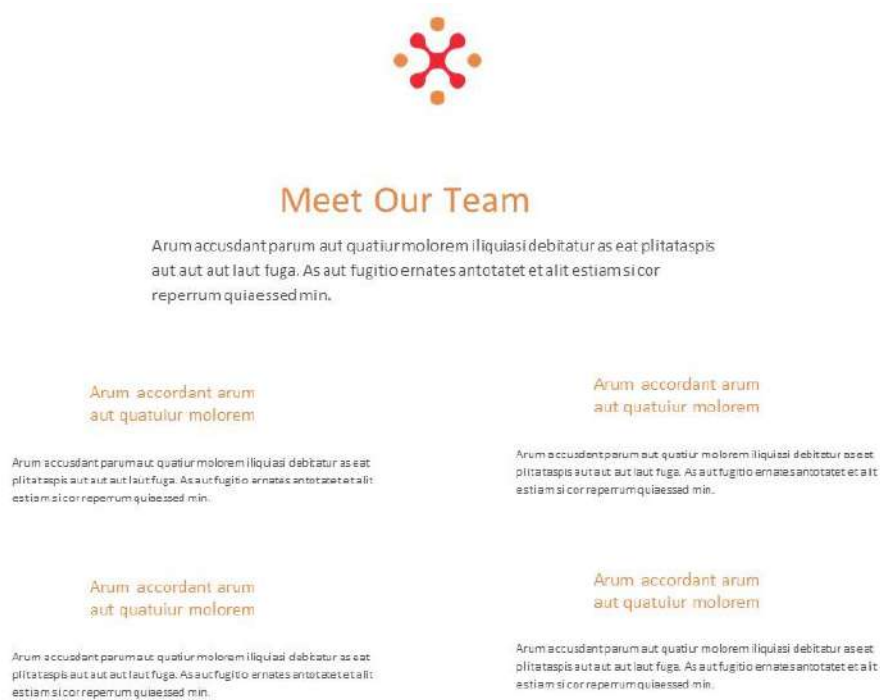 Meet Our Team
Arum accusdant parum aut quatiur molorem iliquiasi debitatur as eat plitataspis
aut aut aut laut fuga. As aut fugitio ernates antotatet et alit estiam si cor
reperrum quiaessed min.
Arum accordant arum
aut quatuiur molorem
Arum accusdant parum aut quatiur molorem iliquiasi debitatur as eat
plitataspis aut aut aut laut fuga. As aut fugitio ernates antotatet et alit
estiam si cor reperrum quiaessed min.
Arum accordant arum
aut quatuiur molorem
Arum accusdant parum aut quatiur molorem iliquiasi debitatur as eat
plitataspis aut aut aut laut fuga. As aut fugitio ernates antotatet et alit
estiam si cor reperrum quiaessed min.
Arum accordant arum
aut quatuiur molorem
Arum accusdant parum aut quatiur molorem iliquiasi debitatur as eat
plitataspis aut aut aut laut fuga. As aut fugitio ernates antotatet et alit
estiam si cor reperrum quiaessed min.
Arum accordant arum
aut quatuiur molorem
Arum accusdant parum aut quatiur molorem iliquiasi debitatur as eat
plitataspis aut aut aut laut fuga. As aut fugitio ernates antotatet et alit
estiam si cor reperrum quiaessed min.